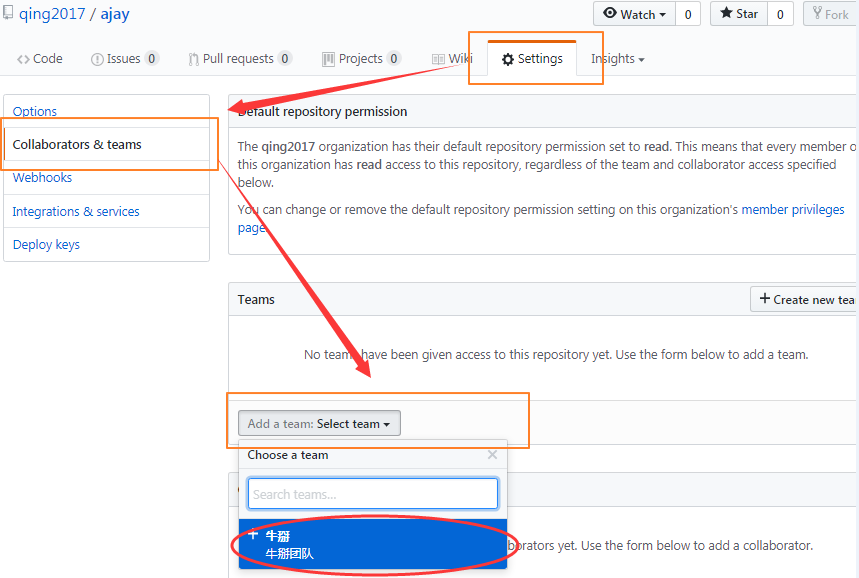 qing2017 / ajay
Watch 0 Star 0 Fork
Code Issues 0 Pull requests 0 Projects 0 Wiki Settings Insights
Options
Collaborators & teams
Webhooks
Integrations & services
Deploy keys
Default repository permission
The qing2017 organization has their default repository permission set to read. This means that every member o
this organization has read access to this repository, regardless of the team and collaborator access specified
below.
You can change or remove the default repository permission setting on this organization's member privileges
page.
Teams
Create new tea
No teams have been given access to this repository yet. Use the form below to add a team.
Add a team: Select team
Choose a team
Search teams...
牛掰
牛掰团队
borators yet. Use the form below to add a collaborator.